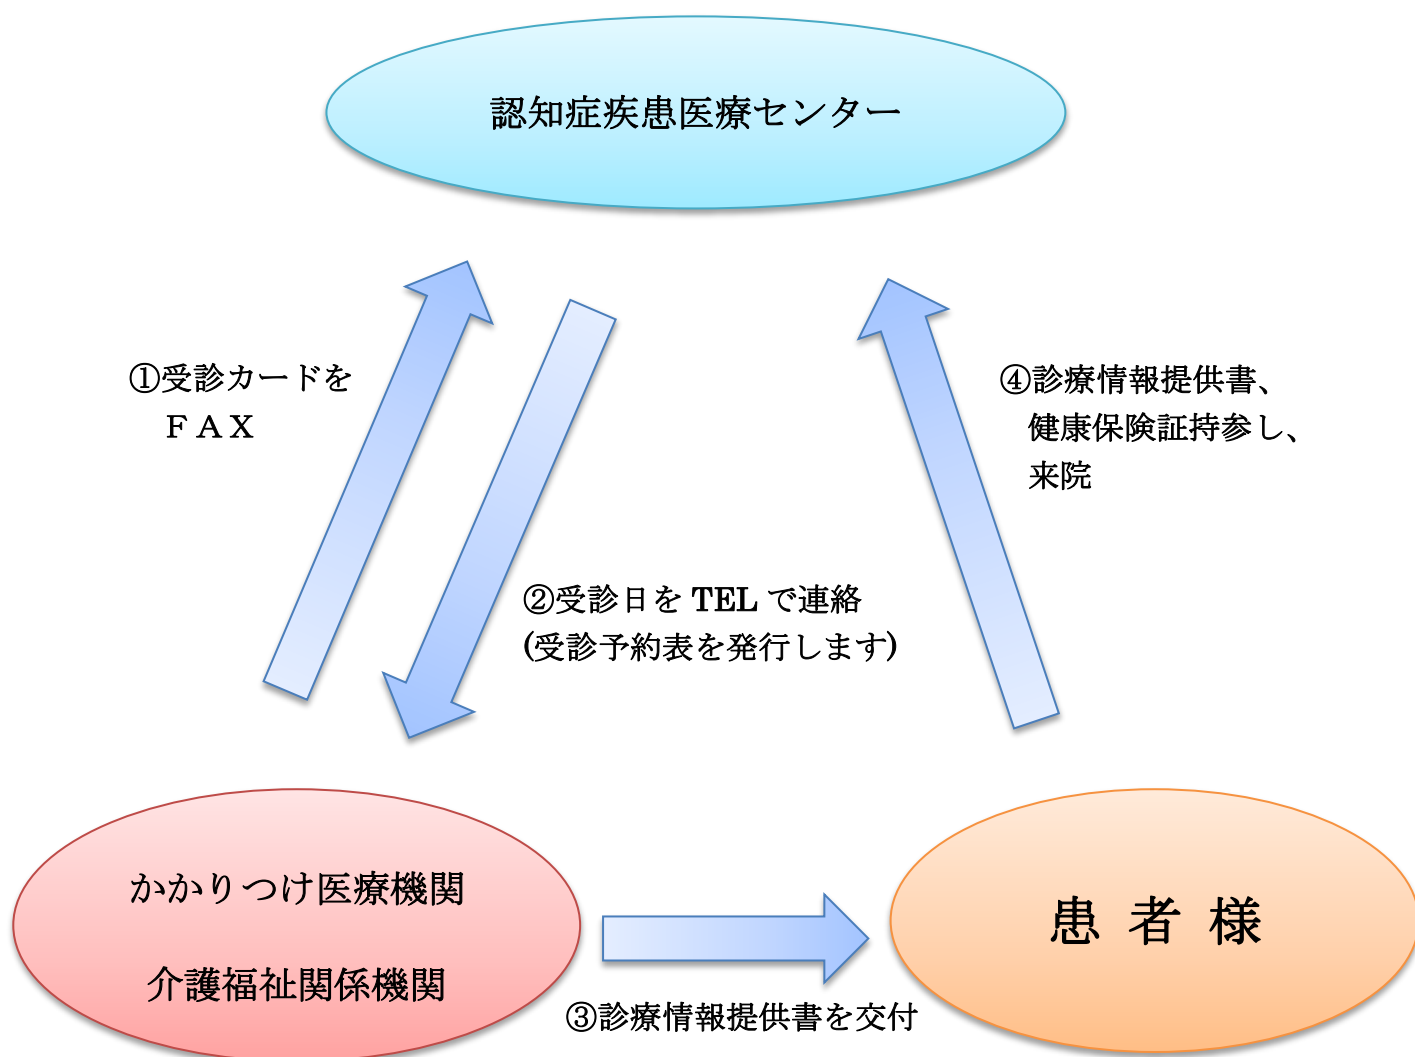 認知症疾患医療センター
①受診カードを
ＦＡＸ
②受診日を TEL で連絡
(受診予約表を発行します)
④診療情報提供書、
健康保険証持参し、
来院
かかりつけ医療機関
介護福祉関係機関
③診療情報提供書を交付
患 者 様